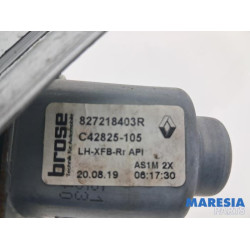 brose
827218403R
C42825-105
LH-XFB-Rr API
AS1M 2X
20.08.19 06:17:30
MARESIA